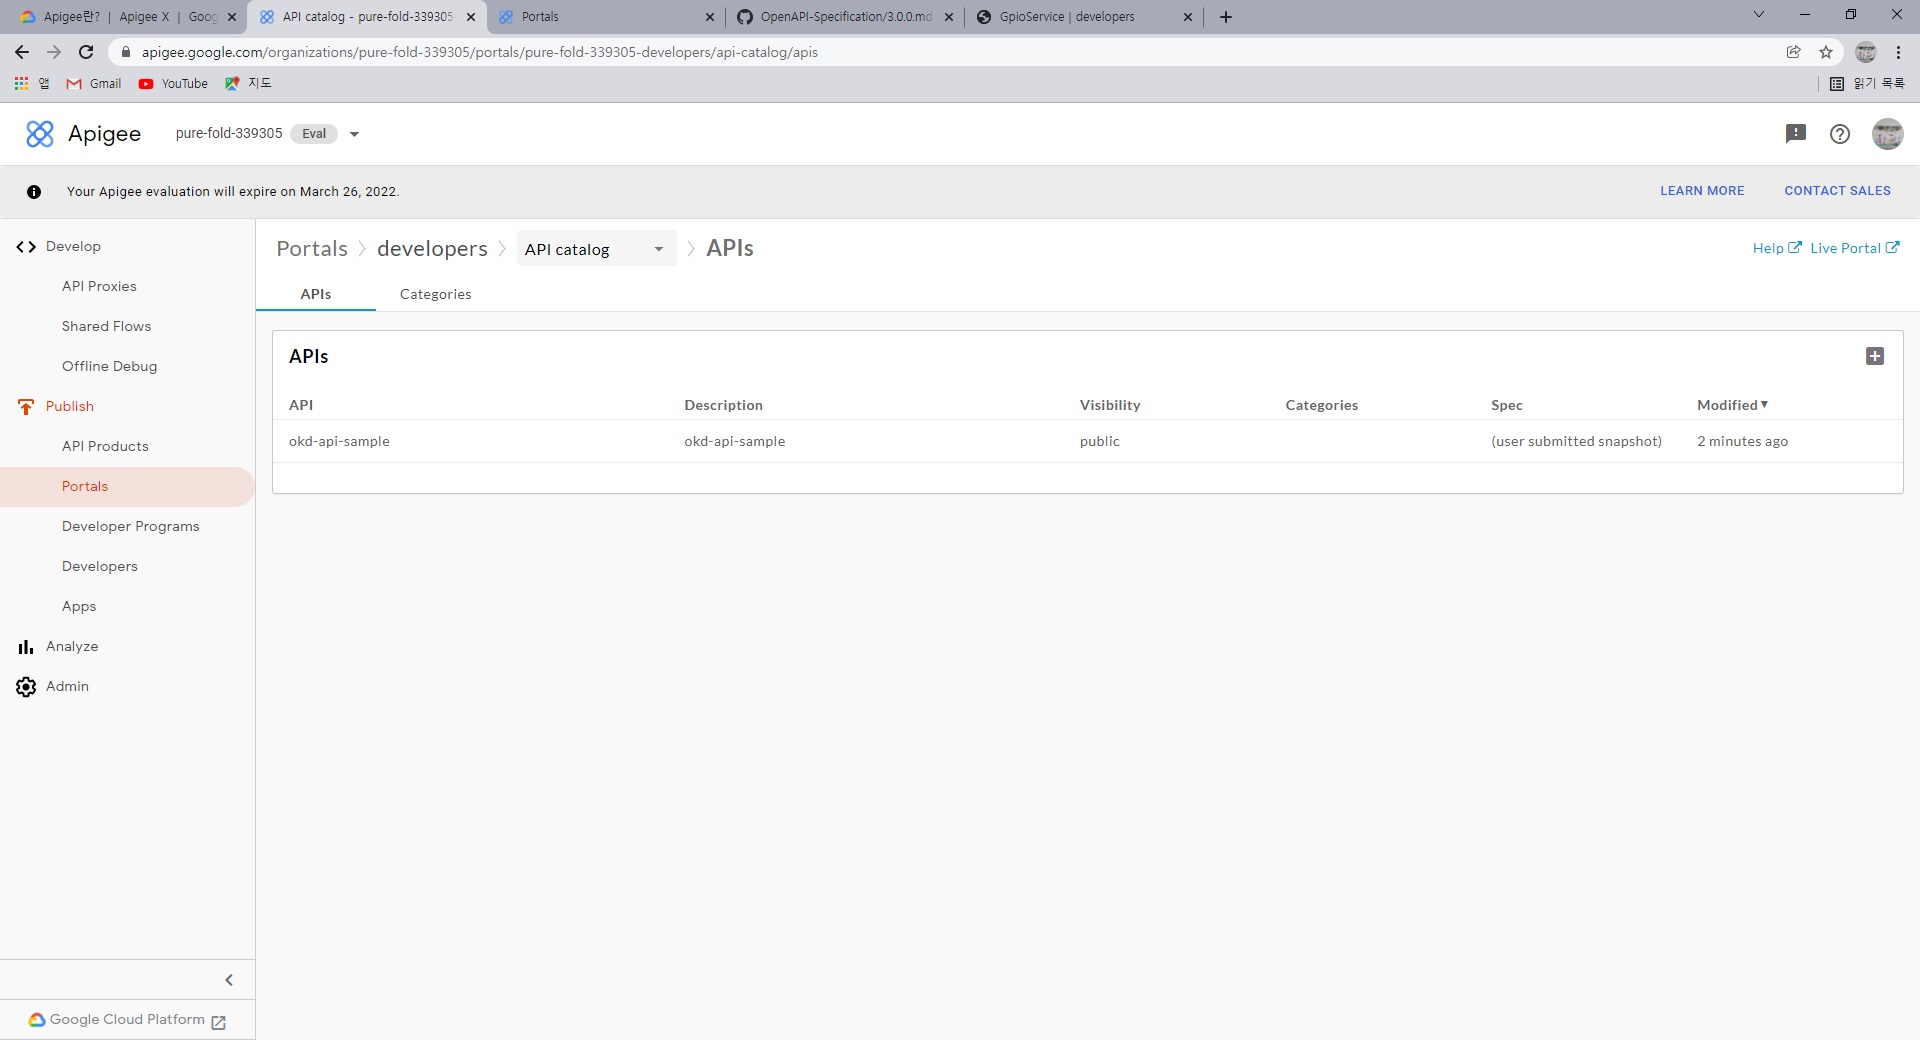 Apigee란? | Apigee X | Goog
API catalog - pure-fold-339305-
Portals
OpenAPI-Specification/3.0.0.md
GpioService | developers
apigee.google.com/organizations/pure-fold-339305/portals/pure-fold-339305-developers/api-catalog/apis
앱
Gmail
YouTube
지도
읽기 목록
Apigee
pure-fold-339305
Eval
Your Apigee evaluation will expire on March 26, 2022.
LEARN MORE
CONTACT SALES
Develop
API Proxies
Shared Flows
Offline Debug
Publish
API Products
Portals
Developer Programs
Developers
Apps
Analyze
Admin
Google Cloud Platform
Portals
developers
API catalog
APIs
Help
Live Portal
APIs
Categories
APIs
API Description Visibility Categories Spec Modified
okd-api-sample okd-api-sample public (user submitted snapshot) 2 minutes ago